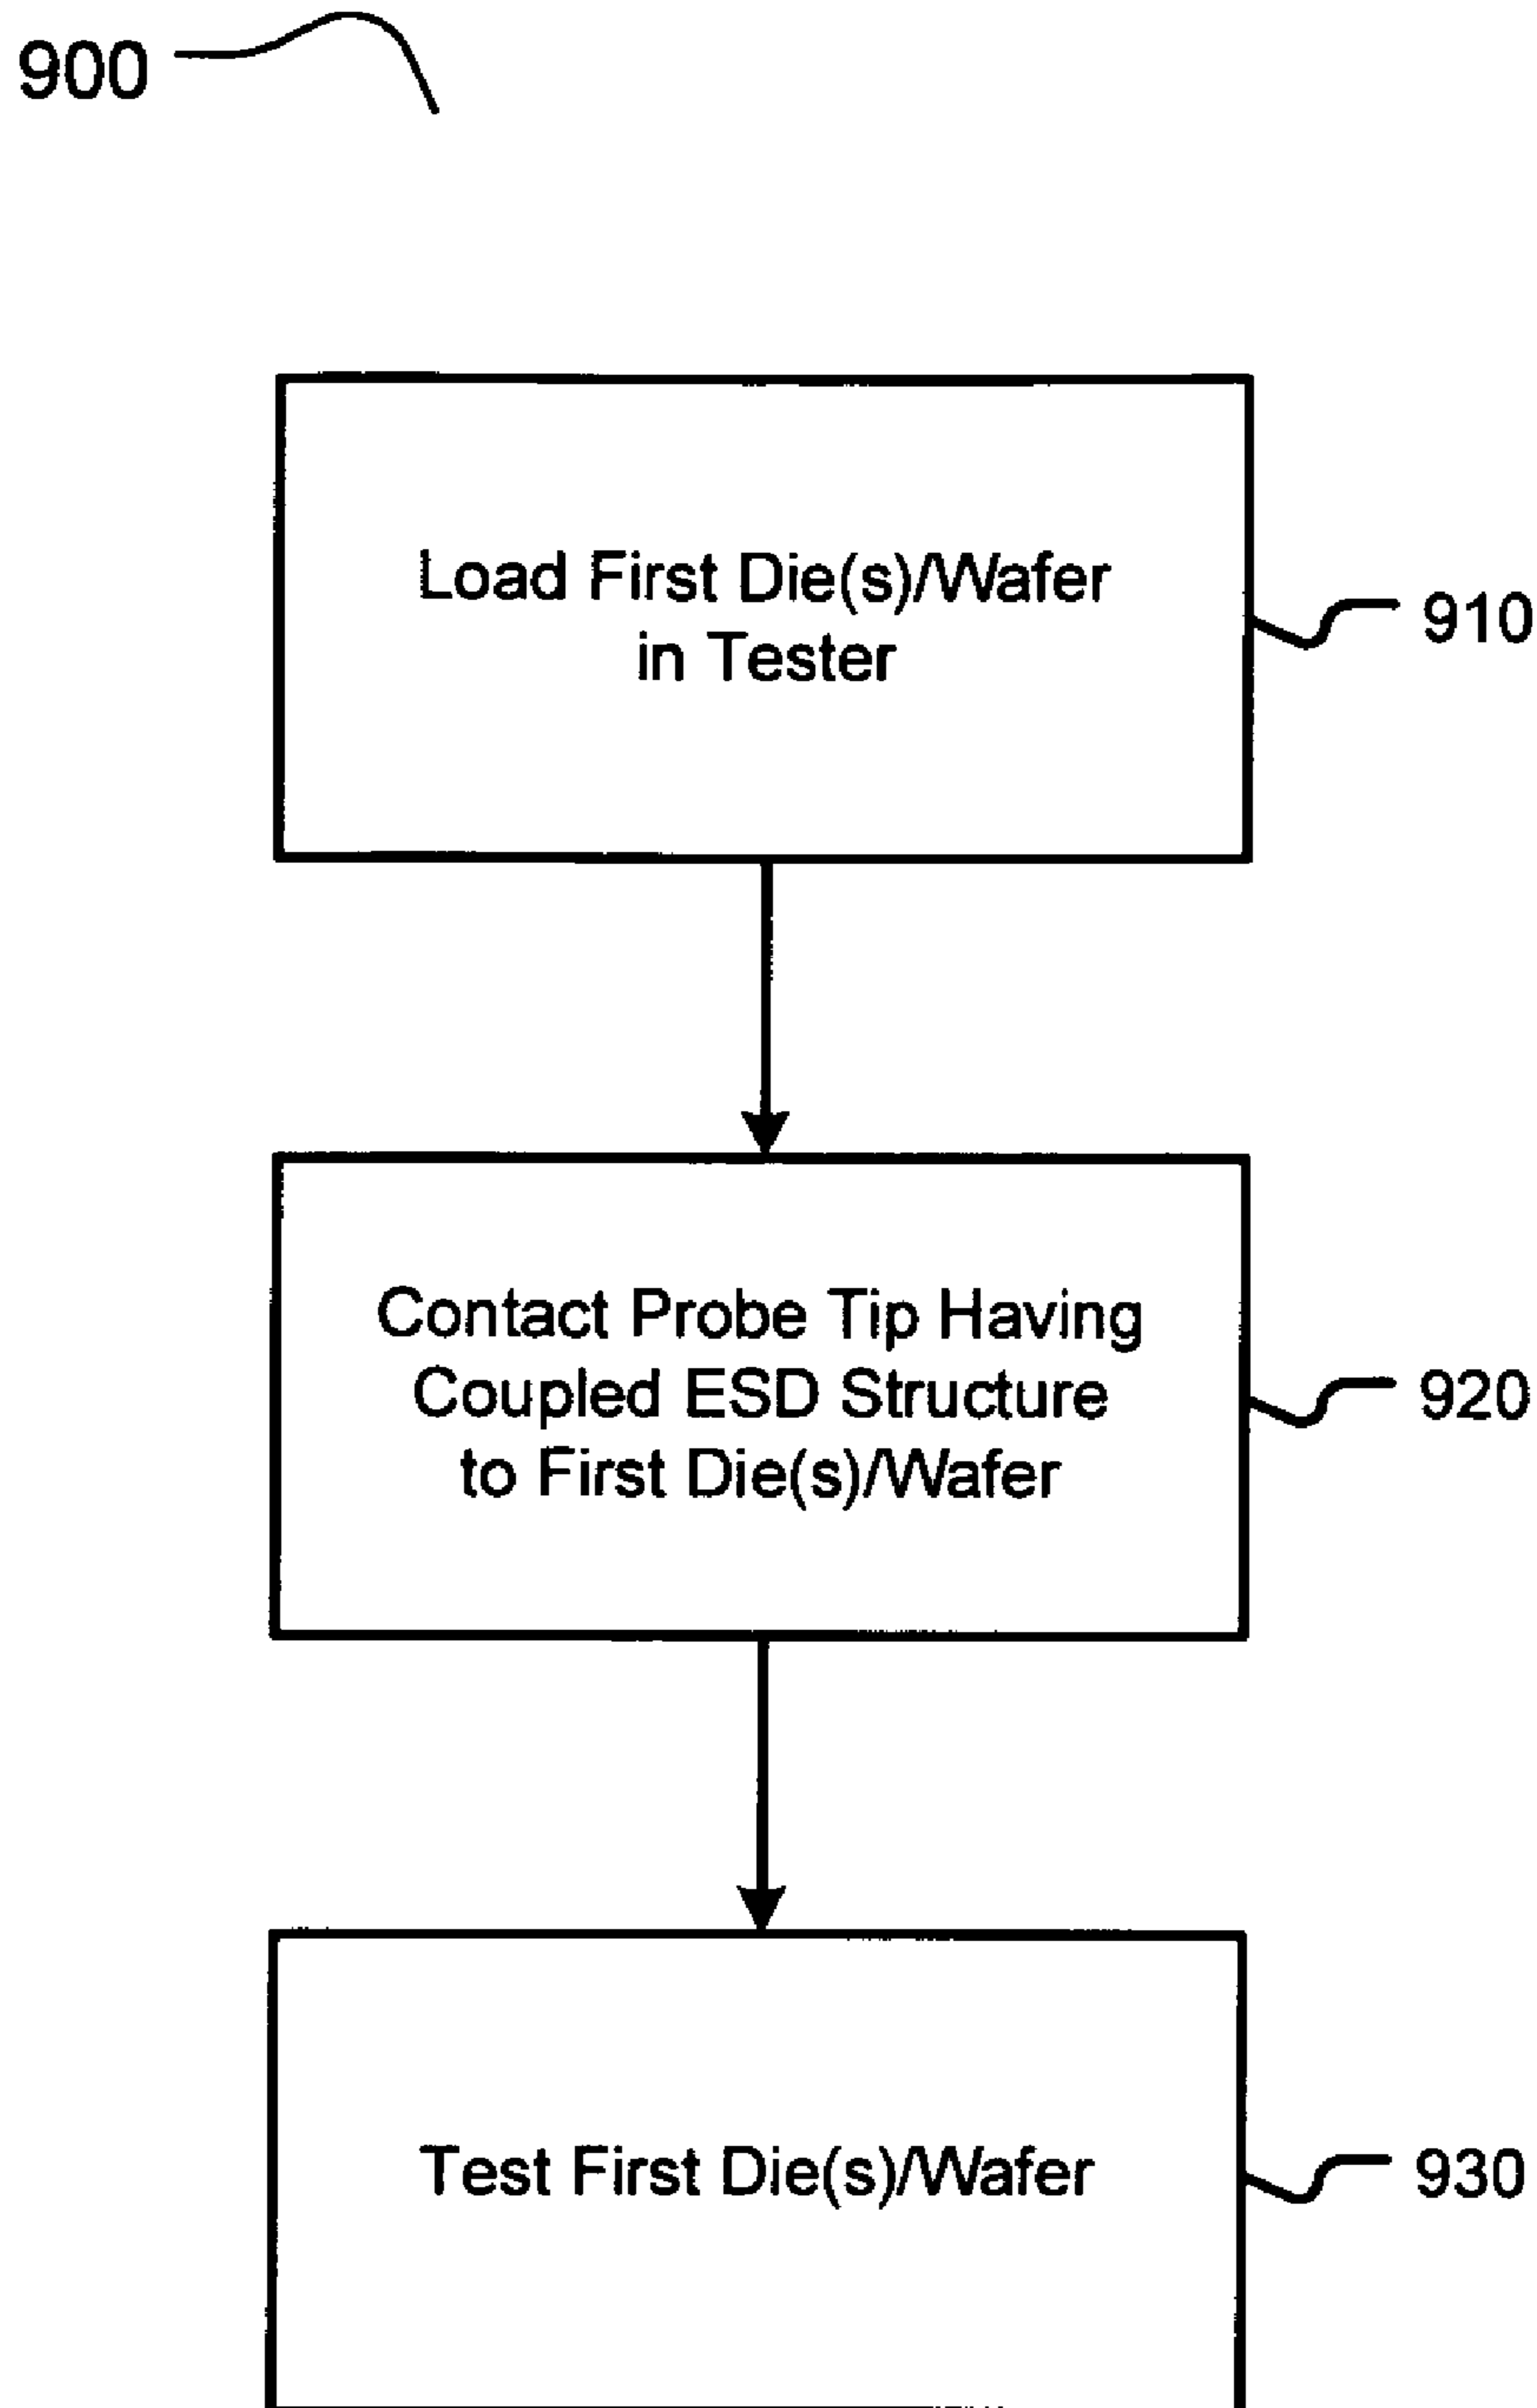 900
Load First Die(s)/Wafer
in Tester
910
Contact Probe Tip Having
Coupled ESD Structure
to First Die(s)/Wafer
920
Test First Die(s)/Wafer
930